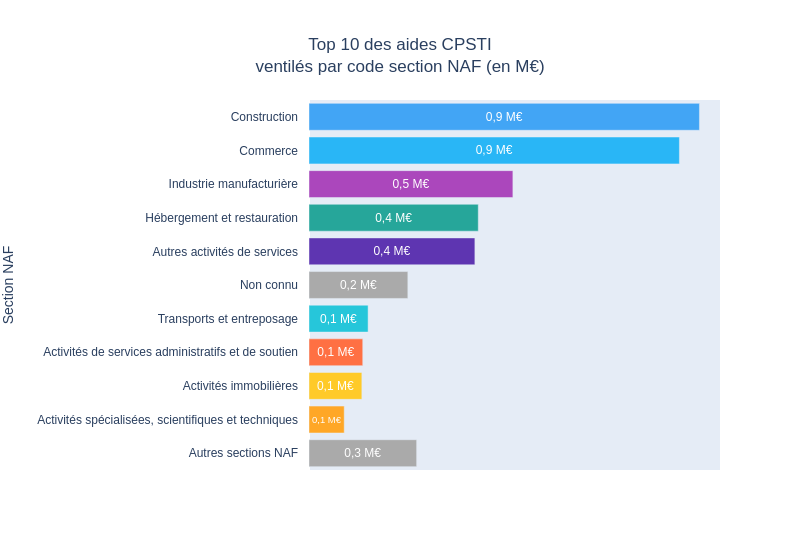 Top 10 des aides CPSTI
ventilés par code section NAF (en M€)
Section NAF
Construction 0,9 M€
Commerce 0,9 M€
Industrie manufacturière 0,5 M€
Hébergement et restauration 0,4 M€
Autres activités de services 0,4 M€
Non connu 0,2 M€
Transports et entreposage 0,1 M€
Activités de services administratifs et de soutien 0,1 M€
Activités immobilières 0,1 M€
Activités spécialisées, scientifiques et techniques 0,1 M€
Autres sections NAF 0,3 M€